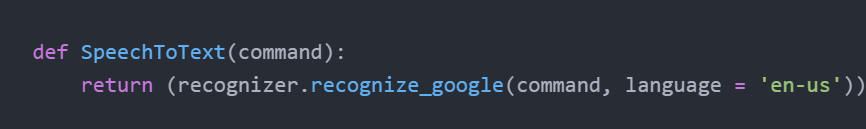 def SpeechToText(command):
    return (recognizer.recognize_google(command, language = 'en-us'))